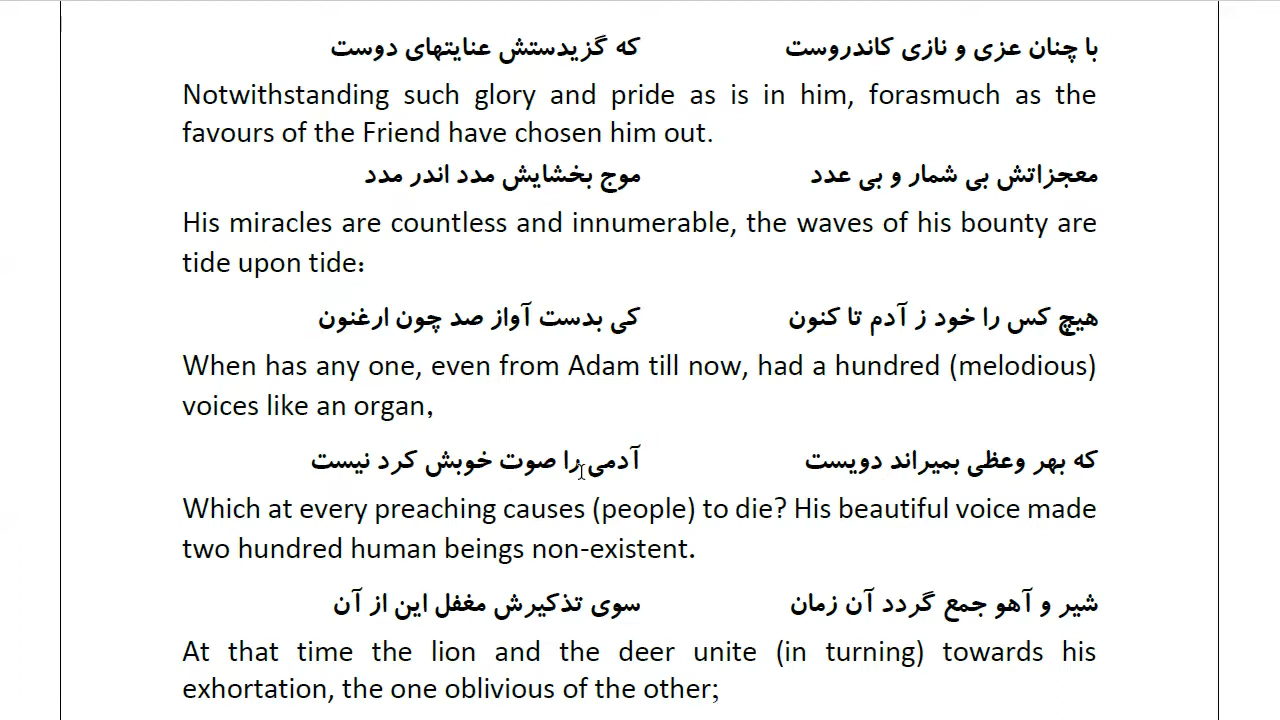 با چنان عزی و نازی کاندروست که گزیدستش عنایتهای دوست
Notwithstanding such glory and pride as is in him, forasmuch as the
favours of the Friend have chosen him out.
معجزاتش بی شمار و بی عدد موج بخشایش مدد اندر مدد
His miracles are countless and innumerable, the waves of his bounty are
tide upon tide:
هیچ کس را خود ز آدم تا کنون کی بدست آواز صد چون ارغنون
When has any one, even from Adam till now, had a hundred (melodious)
voices like an organ,
که بهر وعظی بمیراند دویست آدمی را صوت خوبش کرد نیست
Which at every preaching causes (people) to die? His beautiful voice made
two hundred human beings non-existent.
شیر و آهو جمع گردد آن زمان سوی تذکیرش مغفل این از آن
At that time the lion and the deer unite (in turning) towards his
exhortation, the one oblivious of the other;